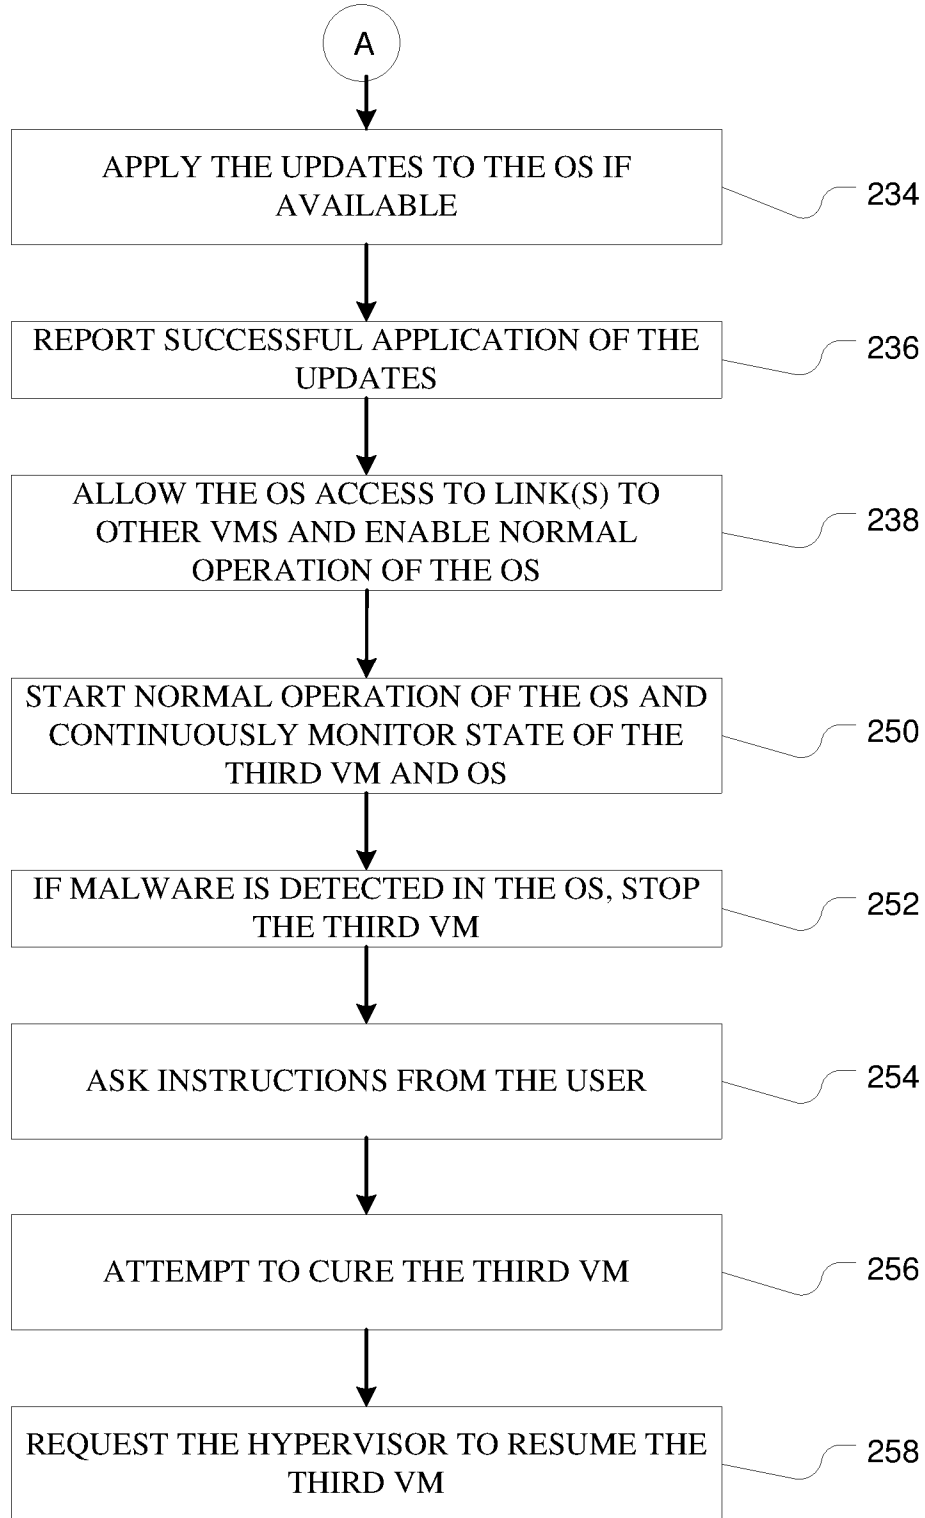 A
APPLY THE UPDATES TO THE OS IF
AVAILABLE
234
REPORT SUCCESSFUL APPLICATION OF THE
UPDATES
236
ALLOW THE OS ACCESS TO LINK(S) TO
OTHER VMS AND ENABLE NORMAL
OPERATION OF THE OS
238
START NORMAL OPERATION OF THE OS AND
CONTINUOUSLY MONITOR STATE OF THE
THIRD VM AND OS
250
IF MALWARE IS DETECTED IN THE OS, STOP
THE THIRD VM
252
ASK INSTRUCTIONS FROM THE USER
254
ATTEMPT TO CURE THE THIRD VM
256
REQUEST THE HYPERVISOR TO RESUME THE
THIRD VM
258